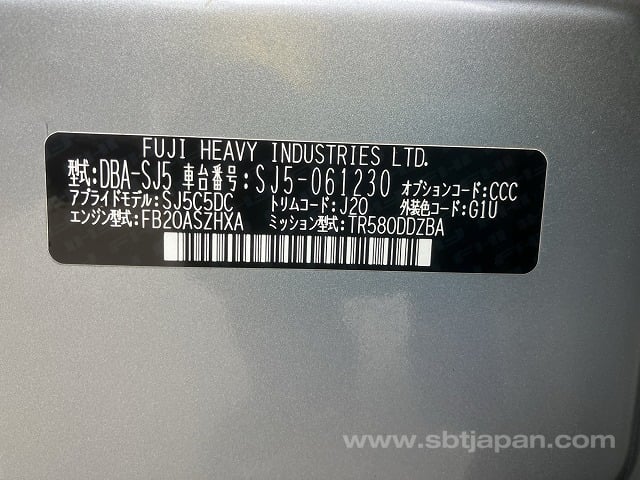 FUJI HEAVY INDUSTRIES LTD.
型式:DBA-SJ5 車台番号:SJ5-061230 オプションコード:CCC
アプライドモデル:SJ5C5DC トリムコード:J20 外装色コード:G1U
エンジン型式:FB20ASZHXA ミッション型式:TR580DDZBA
www.sbtjapan.com